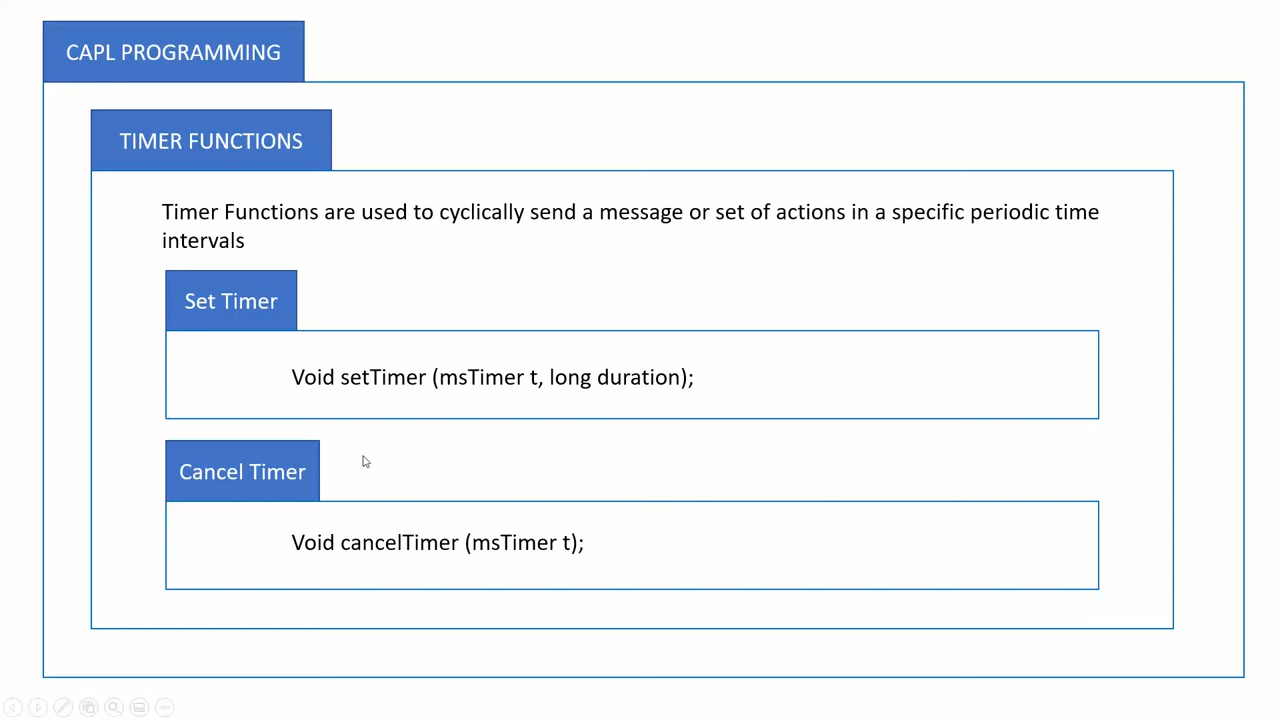 CAPL PROGRAMMING
TIMER FUNCTIONS
Timer Functions are used to cyclically send a message or set of actions in a specific periodic time
intervals
Set Timer
Void setTimer (msTimer t, long duration);
Cancel Timer
Void cancelTimer (msTimer t);